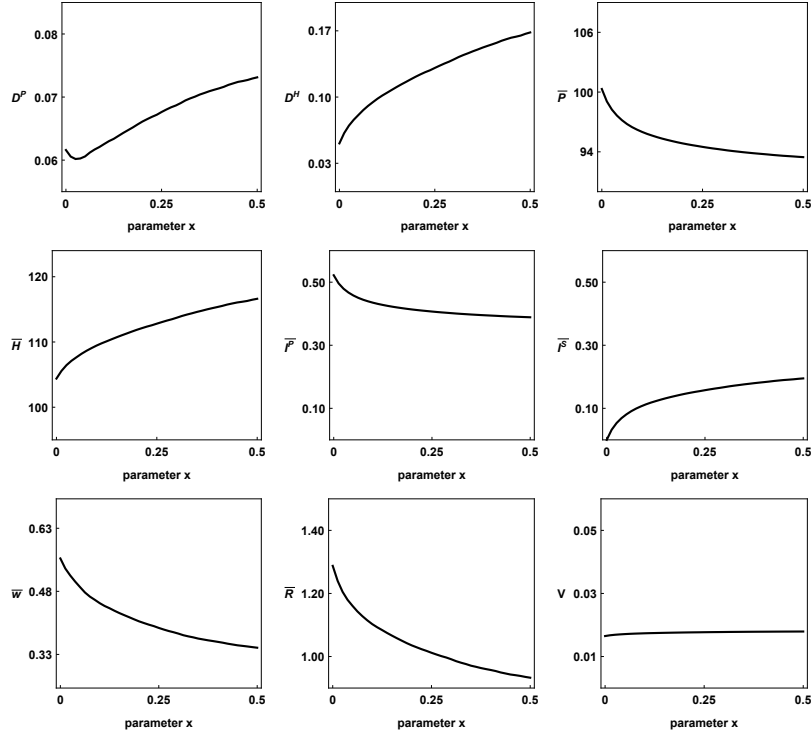 0.08
0.07
0.06
D^P
0 0.25 0.5
parameter x
0.17
0.10
0.03
D^H
0 0.25 0.5
parameter x
106
100
94
P̅
0 0.25 0.5
parameter x
120
110
100
H̅
0 0.25 0.5
parameter x
0.50
0.30
0.10
I̅^P̅
0 0.25 0.5
parameter x
0.50
0.30
0.10
I̅^S̅
0 0.25 0.5
parameter x
0.63
0.48
0.33
w̅
0 0.25 0.5
parameter x
1.40
1.20
1.00
R̅
0 0.25 0.5
parameter x
0.05
0.03
0.01
V
0 0.25 0.5
parameter x